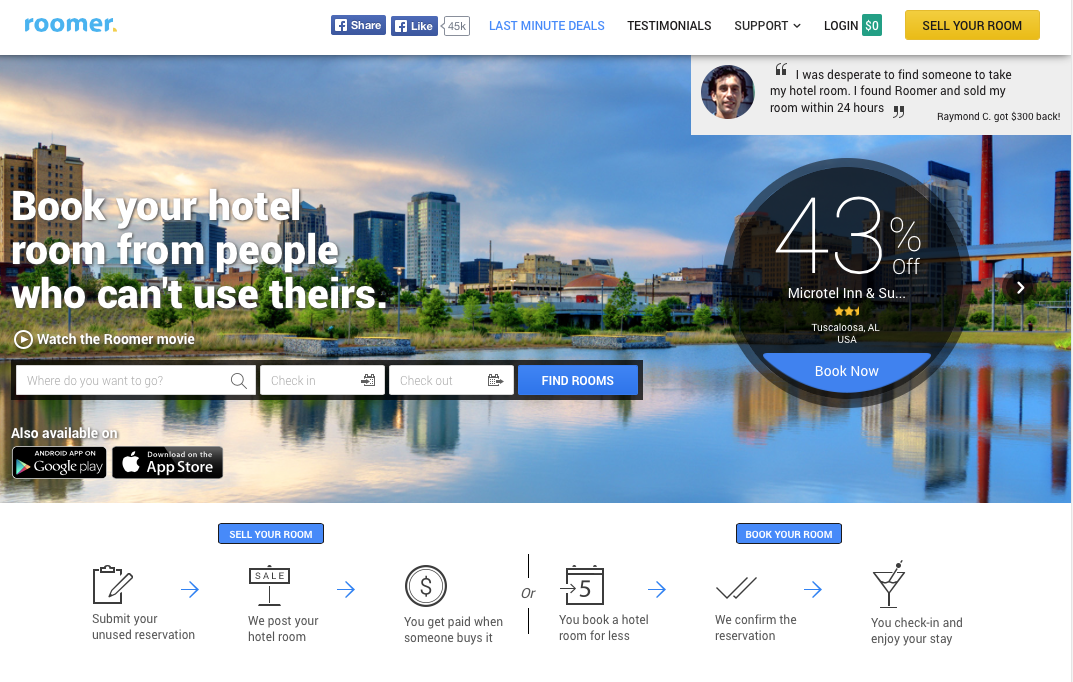 roomer.
Share
Like
45k
LAST MINUTE DEALS
TESTIMONIALS
SUPPORT
LOGIN $0
SELL YOUR ROOM
“ I was desperate to find someone to take
my hotel room. I found Roomer and sold my
room within 24 hours ”
Raymond C. got $300 back!
Book your hotel
room from people
who can't use theirs.
Watch the Roomer movie
Where do you want to go?
Check in
Check out
FIND ROOMS
Also available on
ANDROID APP ON
Google play
Download on the
App Store
43%
Off
Microtel Inn & Su...
Tuscaloosa, AL
USA
Book Now
SELL YOUR ROOM
SALE
$
Submit your
unused reservation
We post your
hotel room
You get paid when
someone buys it
Or
BOOK YOUR ROOM
5
You book a hotel
room for less
We confirm the
reservation
You check-in and
enjoy your stay